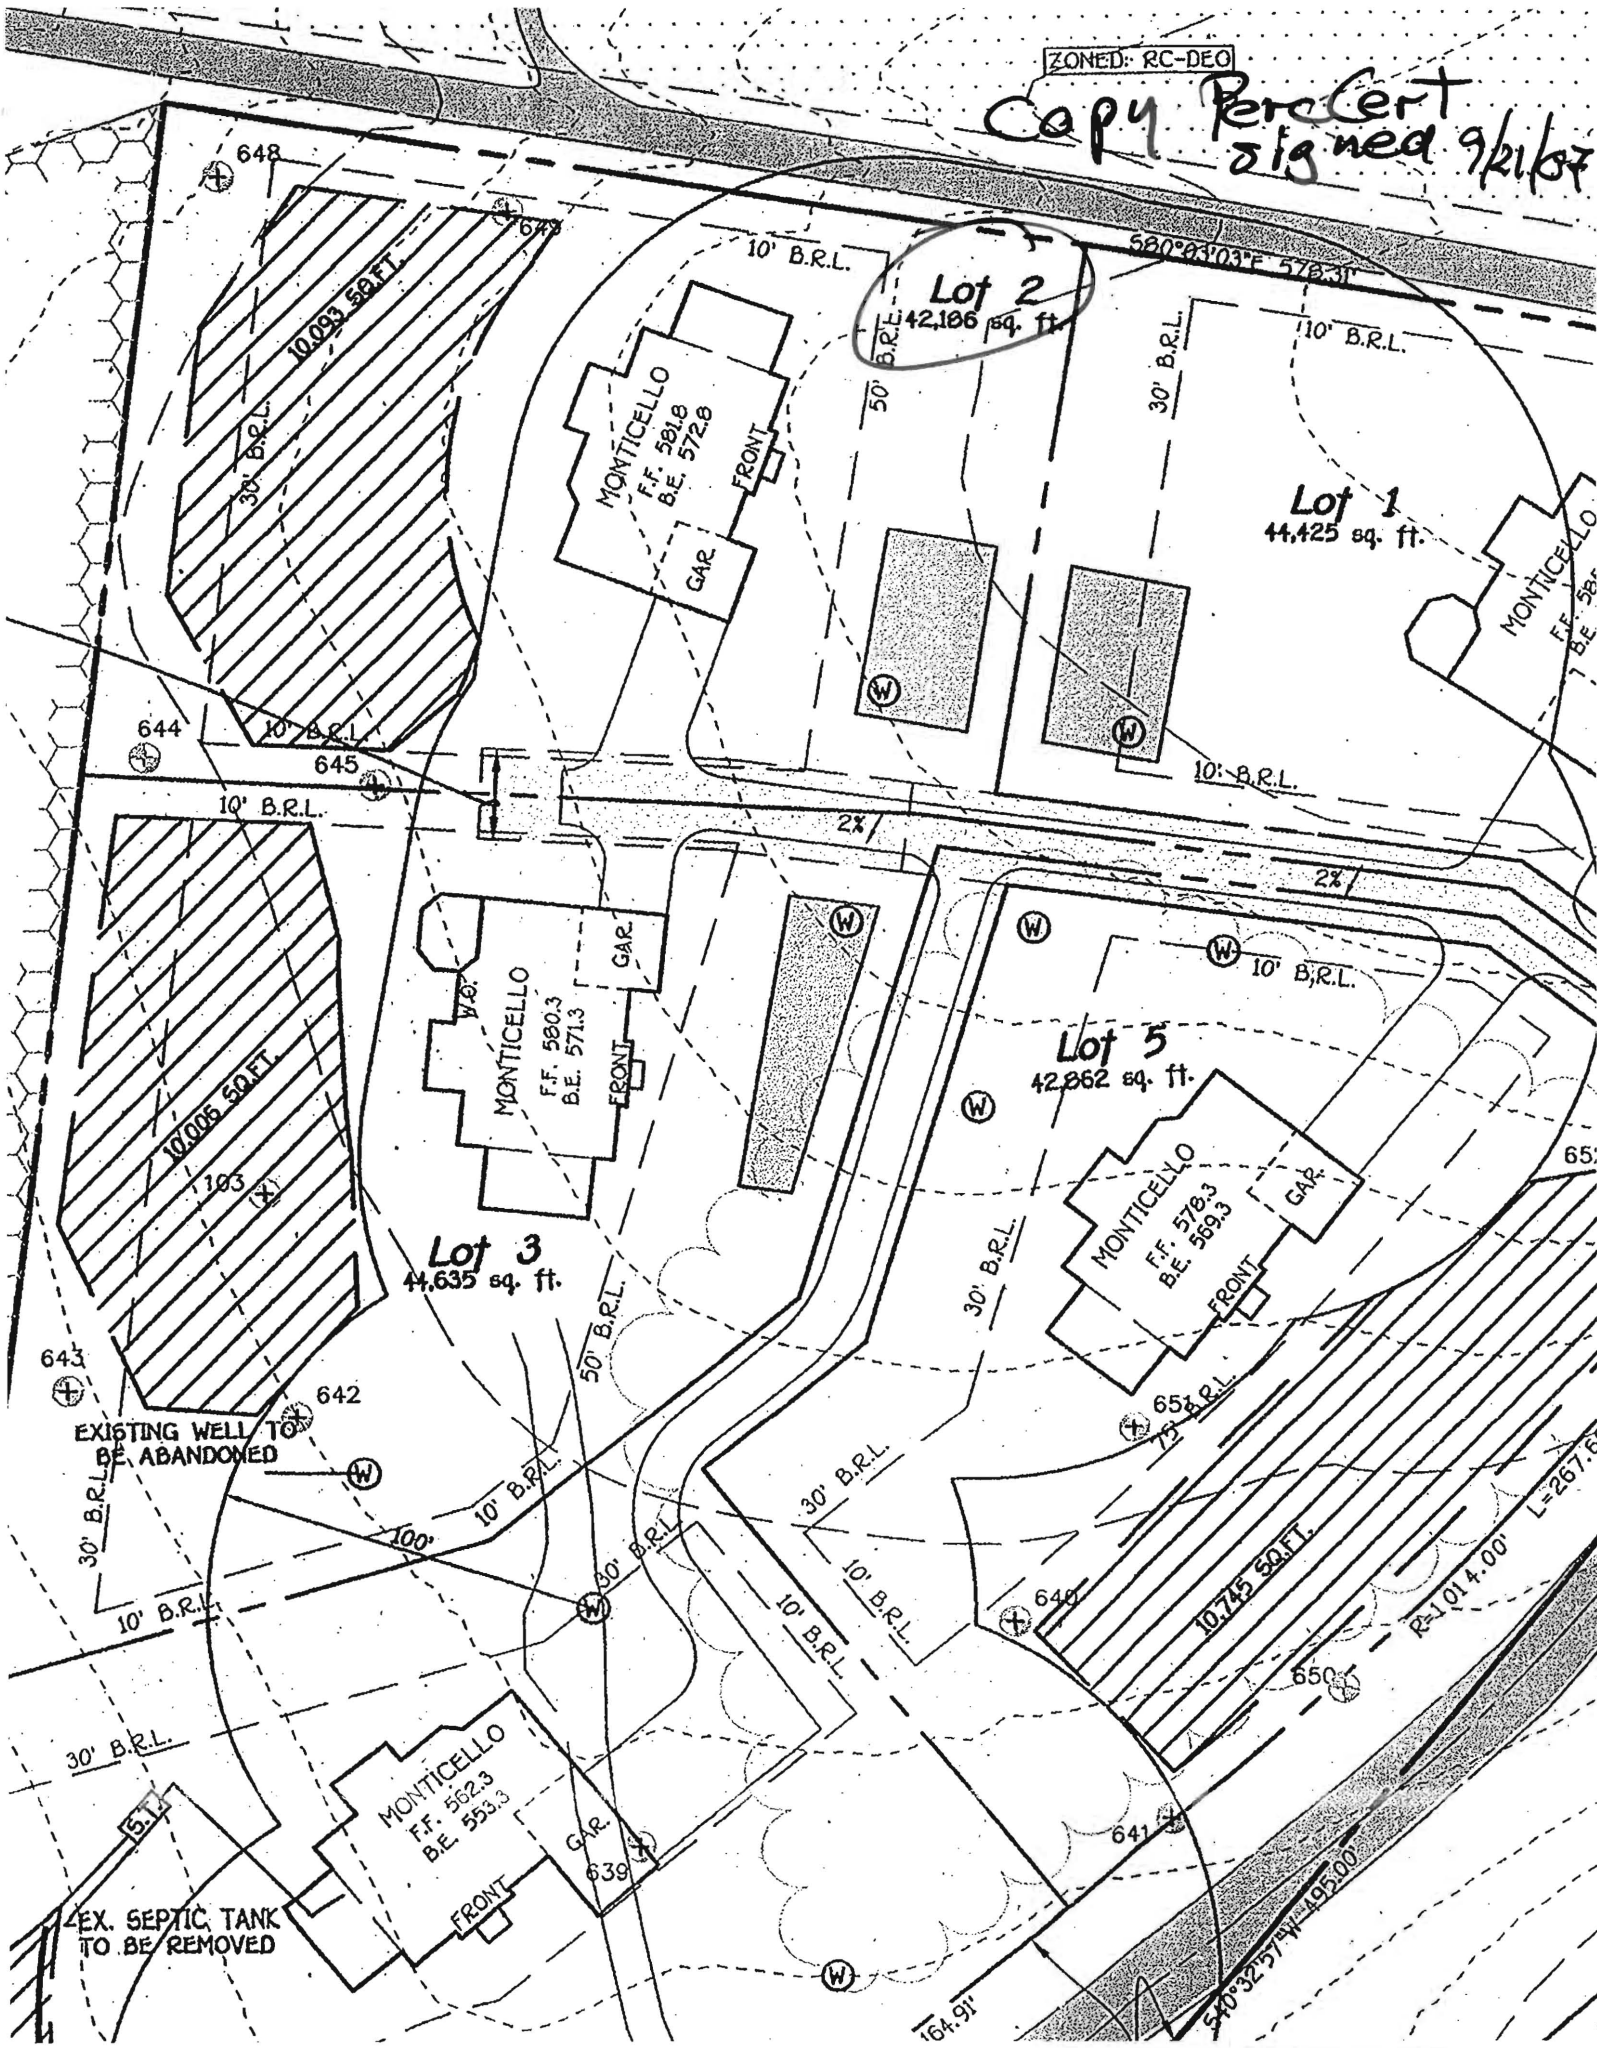 ZONED: RC-DEO
Copy Perc Cert
signed 9/21/07
648
649
10' B.R.L.
S80°03'03"E 578.31'
Lot 2
42,186 sq. ft.
10,093 SQ.FT.
30' B.R.L.
MONTICELLO
F.F. 581.8
B.E. 572.8
FRONT
GAR.
50' B.R.L.
30' B.R.L.
10' B.R.L.
Lot 1
44,425 sq. ft.
MONTICELLO
F.F. 58
B.E.
W
W
644
645
10' B.R.L.
10' B.R.L.
10' B.R.L.
2%
2%
W
W
W
10' B.R.L.
GAR.
W.O.
MONTICELLO
F.F. 580.3
B.E. 571.3
FRONT
Lot 5
42,862 sq. ft.
W
10,006 SQ.FT.
103
MONTICELLO
F.F. 578.3
B.E. 569.3
FRONT
GAR.
65
Lot 3
44,635 sq. ft.
50' B.R.L.
30' B.R.L.
643
642
651
75' B.R.L.
EXISTING WELL TO
BE ABANDONED
W
30' B.R.L.
10' B.R.L.
100'
30' B.R.L.
30' B.R.L.
10' B.R.L.
W
10' B.R.L.
10' B.R.L.
640
10,745 SQ.FT.
R=1014.00'
L=267.6
650
30' B.R.L.
S.T.
MONTICELLO
F.F. 562.3
B.E. 553.3
GAR.
FRONT
639
641
EX. SEPTIC TANK
TO BE REMOVED
W
164.91'
S40°32'57"W 495.00'